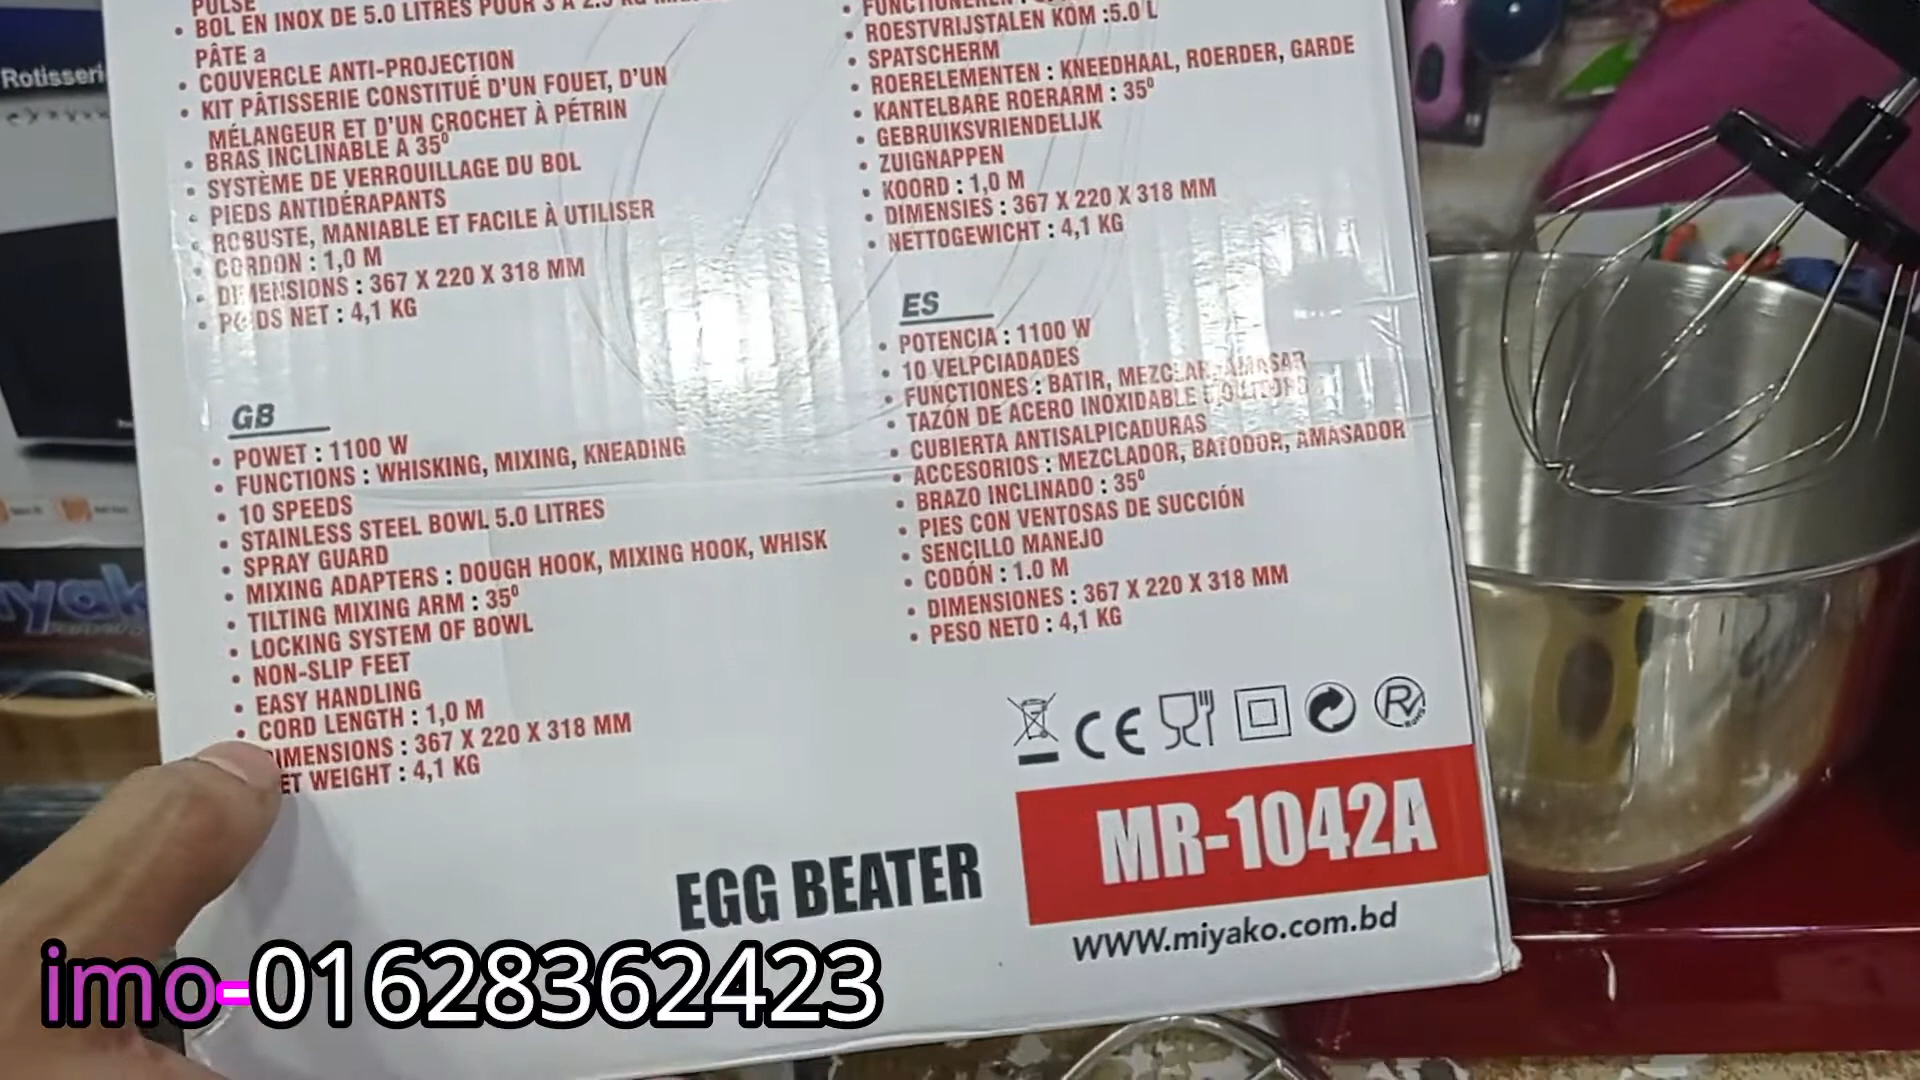 Rotisseri
PULSE
BOL EN INOX DE 5.0 LITRES POUR 3 À 2.5 KG
PÂTE a
• COUVERCLE ANTI-PROJECTION
• KIT PÂTISSERIE CONSTITUÉ D'UN FOUET, D'UN
MÉLANGEUR ET D'UN CROCHET À PÉTRIN
• BRAS INCLINABLE A 35⁰
• SYSTÈME DE VERROUILLAGE DU BOL
• PIEDS ANTIDÉRAPANTS
• ROBUSTE, MANIABLE ET FACILE À UTILISER
• CORDON : 1,0 M
• DIMENSIONS : 367 X 220 X 318 MM
• POIDS NET : 4,1 KG
GB
• POWET : 1100 W
• FUNCTIONS : WHISKING, MIXING, KNEADING
• 10 SPEEDS
• STAINLESS STEEL BOWL 5.0 LITRES
• SPRAY GUARD
• MIXING ADAPTERS : DOUGH HOOK, MIXING HOOK, WHISK
• TILTING MIXING ARM : 35⁰
• LOCKING SYSTEM OF BOWL
• NON-SLIP FEET
• EASY HANDLING
• CORD LENGTH : 1,0 M
DIMENSIONS : 367 X 220 X 318 MM
ET WEIGHT : 4,1 KG
• ROESTVRIJSTALEN KOM :5.0 L
• SPATSCHERM
• ROERELEMENTEN : KNEEDHAAL, ROERDER, GARDE
• KANTELBARE ROERARM : 35⁰
• GEBRUIKSVRIENDELIJK
• ZUIGNAPPEN
• KOORD : 1,0 M
• DIMENSIES : 367 X 220 X 318 MM
• NETTOGEWICHT : 4,1 KG
ES
• POTENCIA : 1100 W
• 10 VELPCIADADES
• FUNCTIONES : BATIR, MEZCLAR, AMASAR
• TAZÓN DE ACERO INOXIDABLE
• CUBIERTA ANTISALPICADURAS
• ACCESORIOS : MEZCLADOR, BATODOR, AMASADOR
• BRAZO INCLINADO : 35⁰
• PIES CON VENTOSAS DE SUCCIÓN
• SENCILLO MANEJO
• CODÓN : 1.0 M
• DIMENSIONES : 367 X 220 X 318 MM
• PESO NETO : 4,1 KG
CE
RoHS
EGG BEATER
MR-1042A
WWW.miyako.com.bd
imo-01628362423